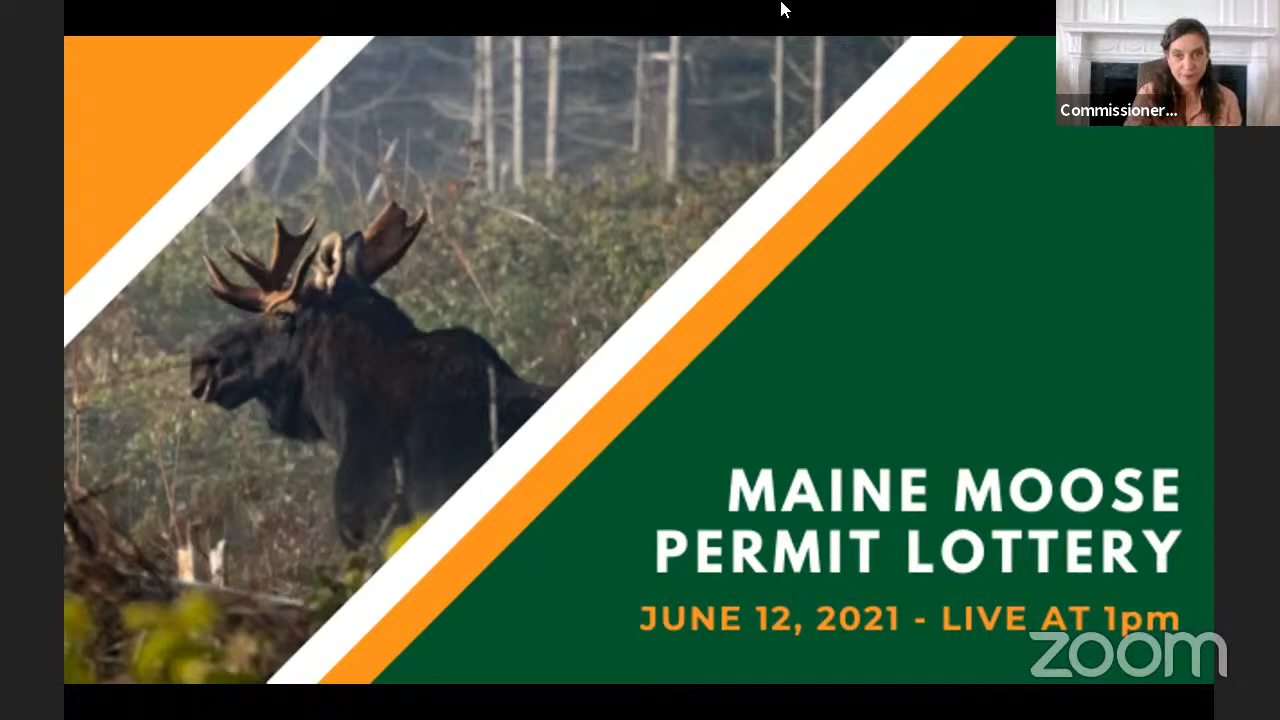 Commissioner...
MAINE MOOSE
PERMIT LOTTERY
JUNE 12, 2021 - LIVE AT 1pm
zoom